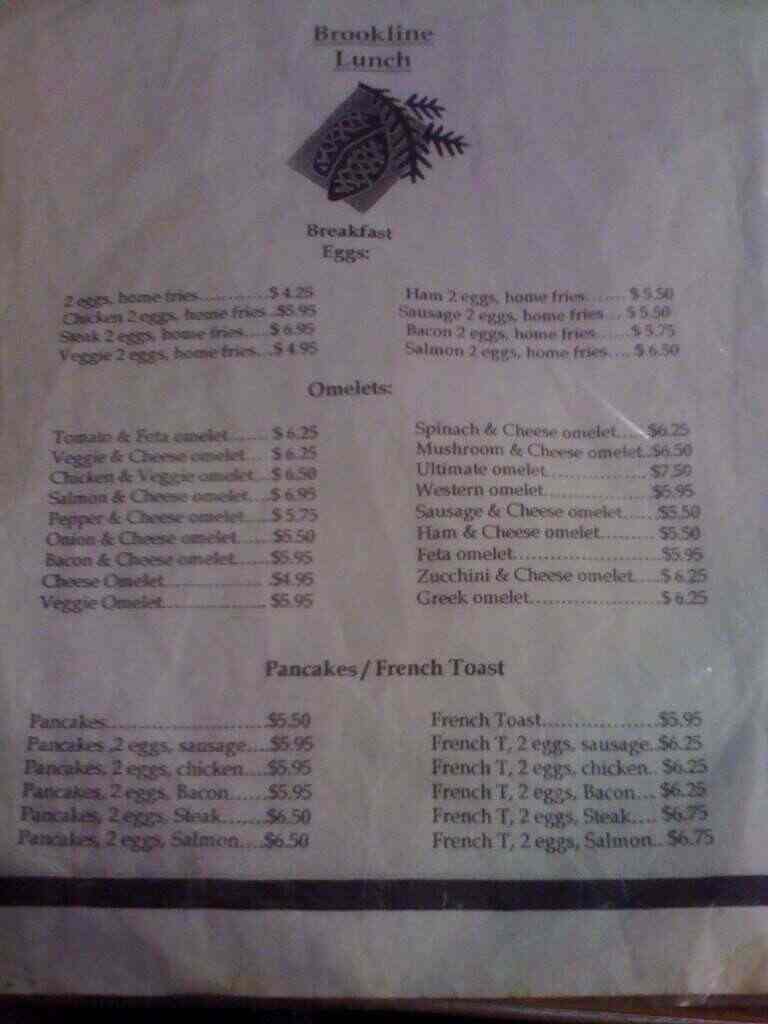 Brookline
Lunch
Breakfast
Eggs:
2 eggs, home fries............$ 4.25
Chicken 2 eggs, home fries ..$5.95
Steak 2 eggs, home fries.....$ 6.95
Veggie 2 eggs, home fries...$ 4.95
Ham 2 eggs, home fries....... $ 5.50
Sausage 2 eggs, home fries... $ 5.50
Bacon 2 eggs, home fries..... $ 5.75
Salmon 2 eggs, home fries.... $ 6.50
Omelets:
Tomato & Feta omelet....... $ 6.25
Veggie & Cheese omelet.... $ 6.25
Chicken & Veggie omelet...$ 6.50
Salmon & Cheese omelet...$ 6.95
Pepper & Cheese omelet....$ 5.75
Onion & Cheese omelet......$5.50
Bacon & Cheese omelet......$5.95
Cheese Omelet..................$4.95
Veggie Omelet.................. $5.95
Spinach & Cheese omelet.....$6.25
Mushroom & Cheese omelet..$6.50
Ultimate omelet..................$7.50
Western omelet...................$5.95
Sausage & Cheese omelet......$5.50
Ham & Cheese omelet..........$5.50
Feta omelet.........................$5.95
Zucchini & Cheese omelet.....$ 6.25
Greek omelet......................$ 6.25
Pancakes / French Toast
Pancakes..........................$5.50
Pancakes ,2 eggs, sausage....$5.95
Pancakes, 2 eggs, chicken....$5.95
Pancakes, 2 eggs, Bacon......$5.95
Pancakes, 2 eggs, Steak.......$6.50
Pancakes, 2 eggs, Salmon....$6.50
French Toast...................$5.95
French T, 2 eggs, sausage..$6.25
French T, 2 eggs, chicken.. $6.25
French T, 2 eggs, Bacon... $6.25
French T, 2 eggs, Steak.... $6.75
French T, 2 eggs, Salmon.. $6.75